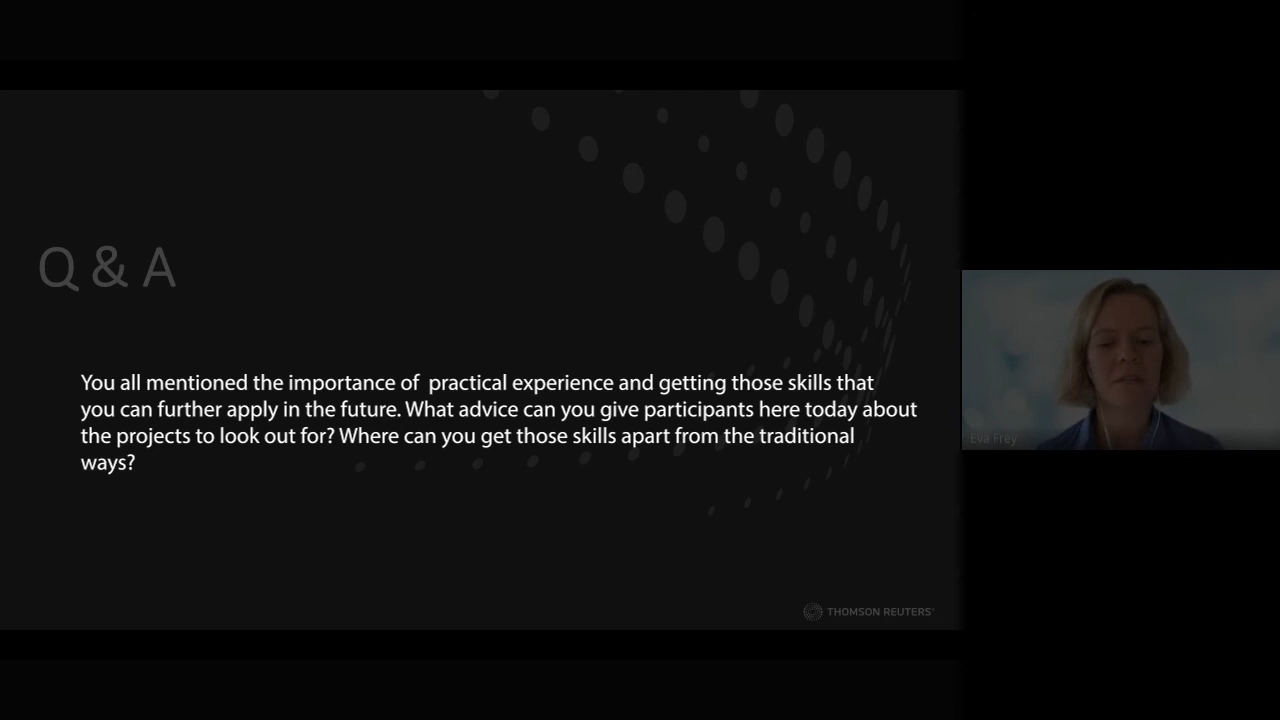 Q & A
You all mentioned the importance of  practical experience and getting those skills that
you can further apply in the future. What advice can you give participants here today about
the projects to look out for? Where can you get those skills apart from the traditional
ways?
Eva Frey
THOMSON REUTERS